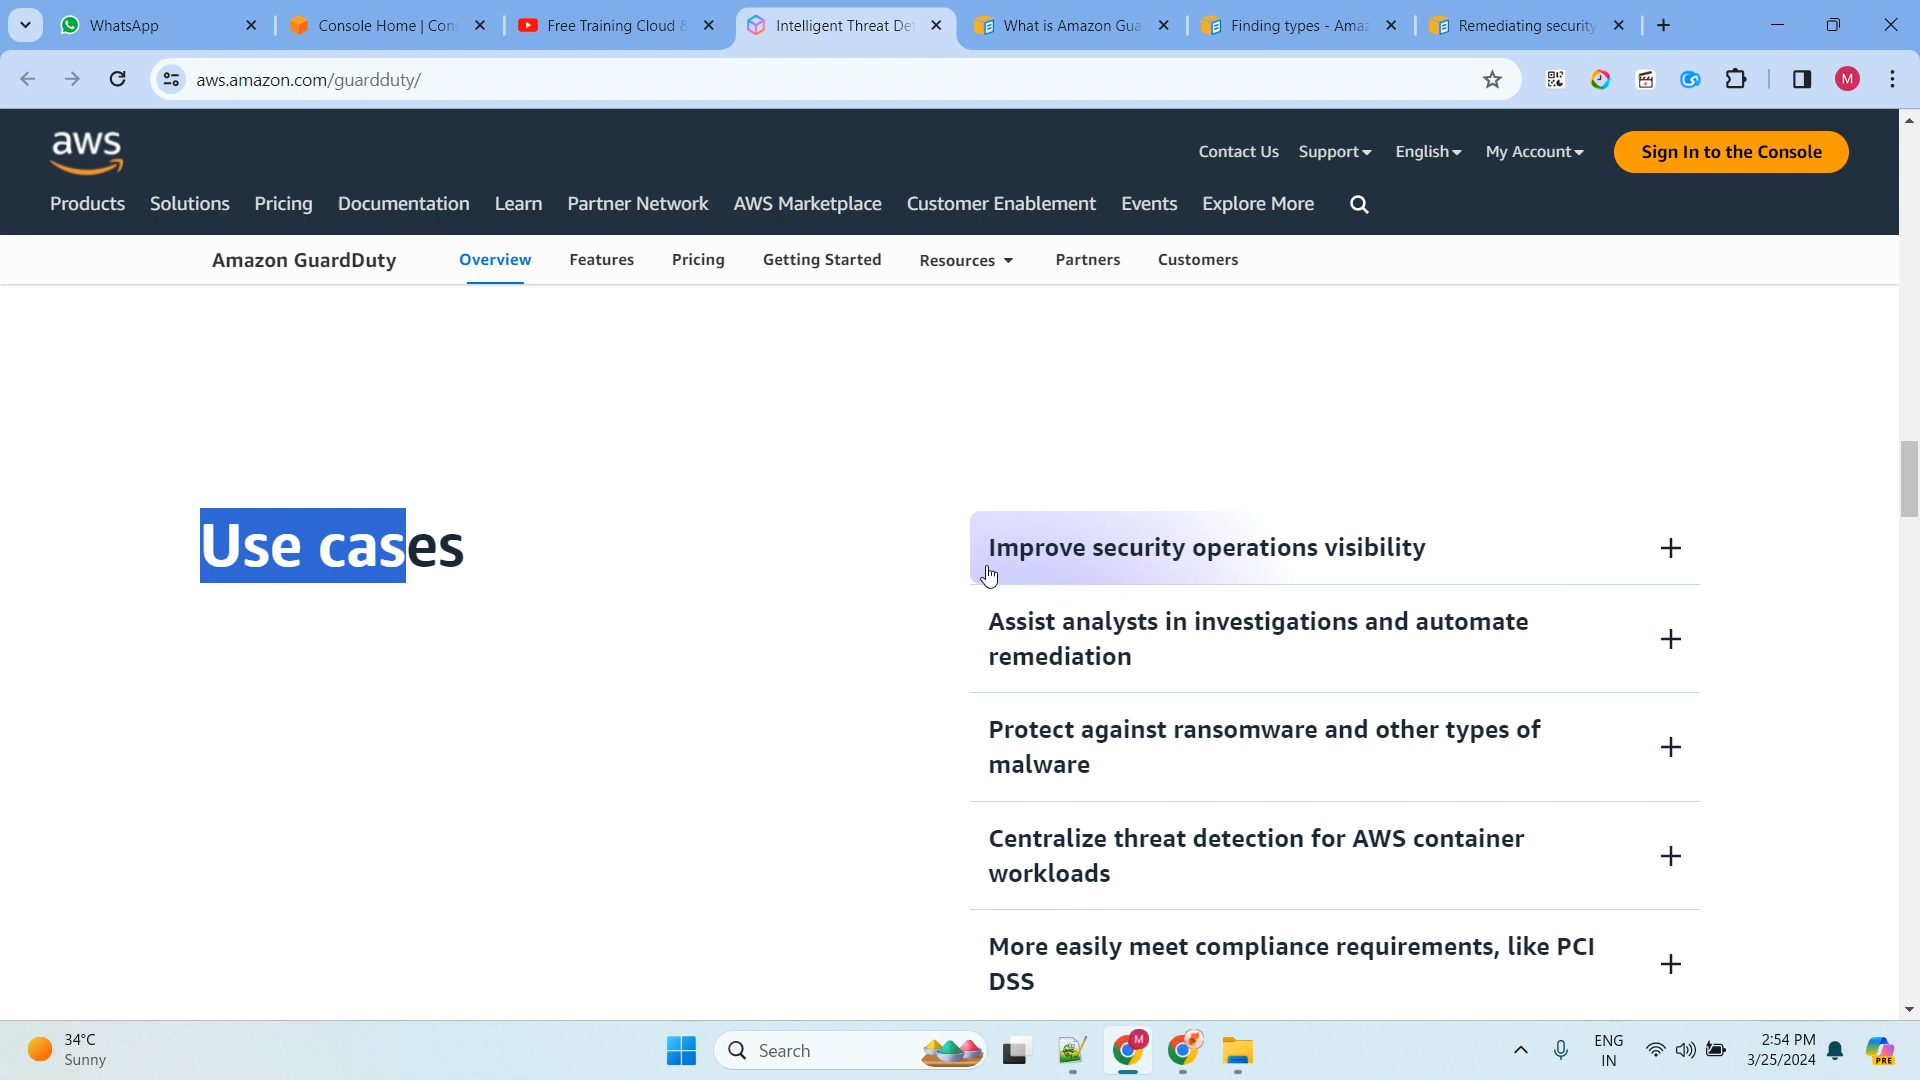 WhatsApp
Console Home | Cons
Free Training Cloud &
Intelligent Threat Det
What is Amazon Gua
Finding types - Amaz
Remediating security
aws.amazon.com/guardduty/
M
aws
Contact Us Support English My Account Sign In to the Console
Products Solutions Pricing Documentation Learn Partner Network AWS Marketplace Customer Enablement Events Explore More
Amazon GuardDuty Overview Features Pricing Getting Started Resources Partners Customers
Use cases
Improve security operations visibility
Assist analysts in investigations and automate
remediation
Protect against ransomware and other types of
malware
Centralize threat detection for AWS container
workloads
More easily meet compliance requirements, like PCI
DSS
34°C
Sunny
Search
M
ENG
IN
2:54 PM
3/25/2024
PRE